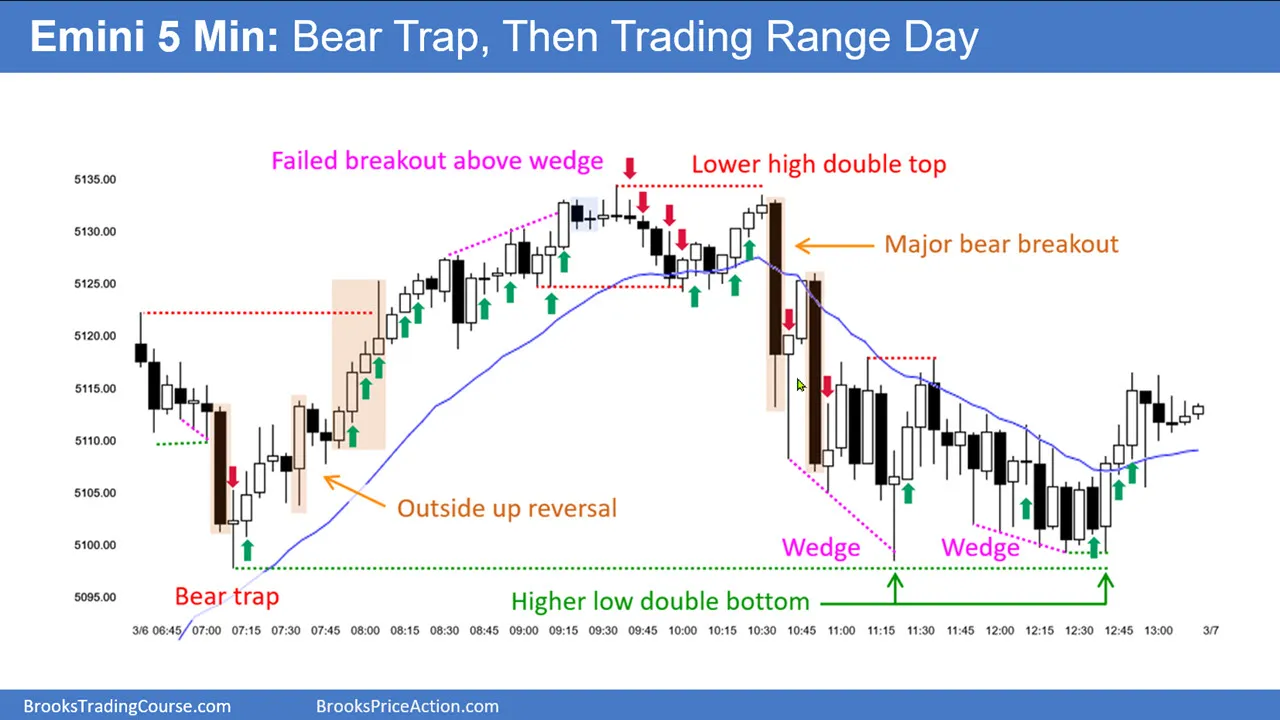 Emini 5 Min: Bear Trap, Then Trading Range Day
Failed breakout above wedge
Lower high double top
5135.00
5130.00
Major bear breakout
5125.00
5120.00
5115.00
5110.00
5105.00
Outside up reversal
5100.00
Wedge
Wedge
5095.00
Bear trap
Higher low double bottom
3/6 06:45 07:00 07:15 07:30 07:45 08:00 08:15 08:30 08:45 09:00 09:15 09:30 09:45 10:00 10:15 10:30 10:45 11:00 11:15 11:30 11:45 12:00 12:15 12:30 12:45 13:00 3/7
BrooksTradingCourse.com BrooksPriceAction.com